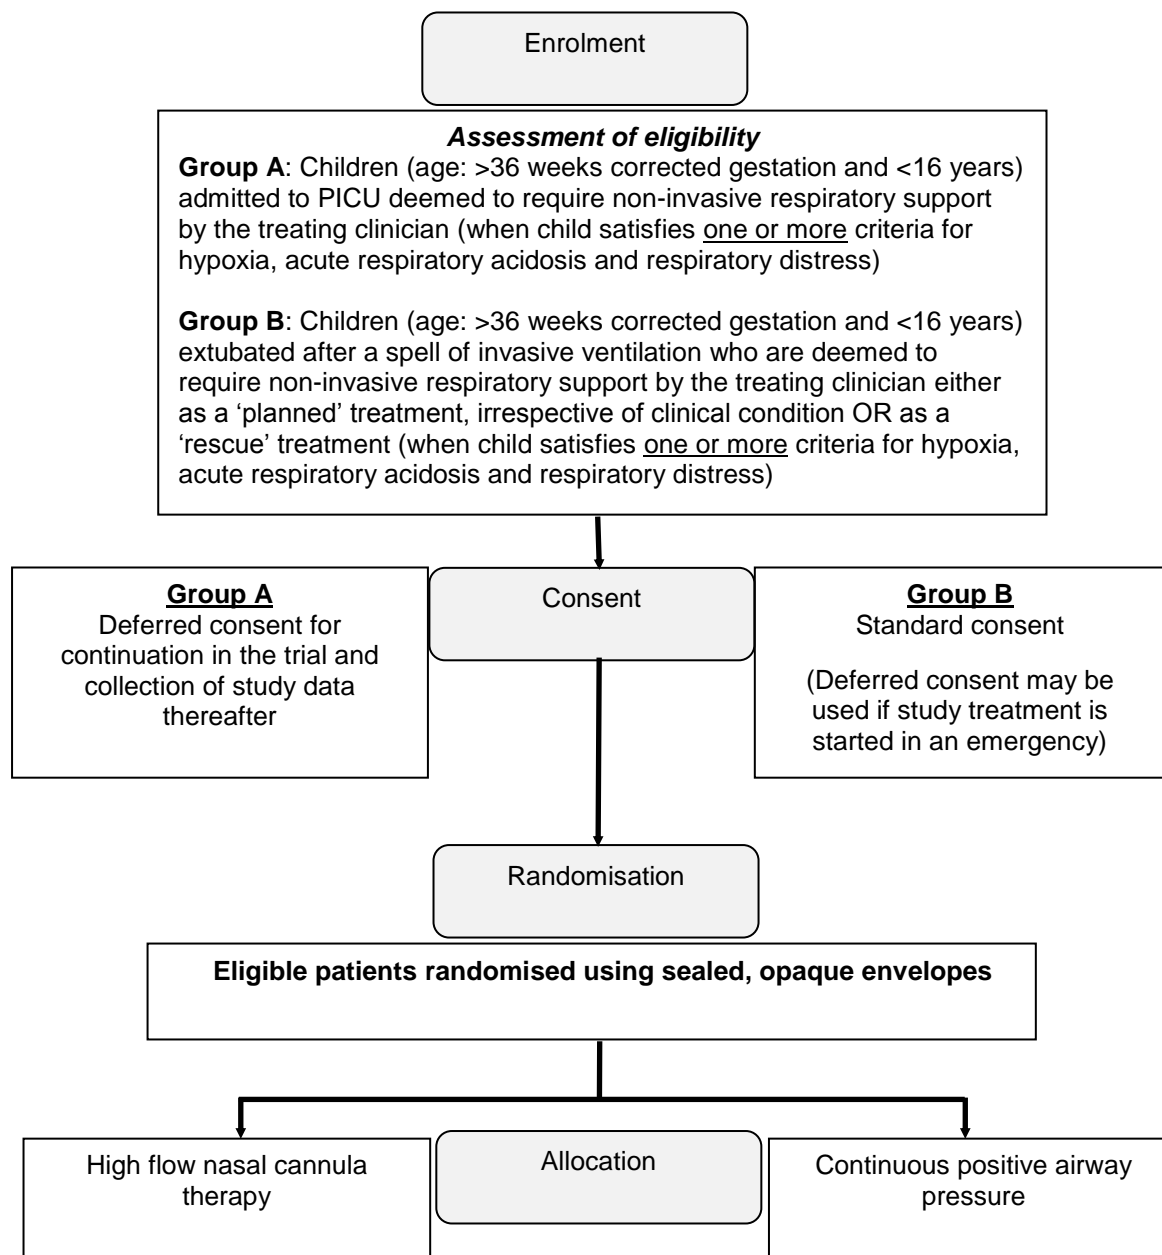 Enrolment
Assessment of eligibility
Group A: Children (age: >36 weeks corrected gestation and <16 years)
admitted to PICU deemed to require non-invasive respiratory support
by the treating clinician (when child satisfies one or more criteria for
hypoxia, acute respiratory acidosis and respiratory distress)
Group B: Children (age: >36 weeks corrected gestation and <16 years)
extubated after a spell of invasive ventilation who are deemed to
require non-invasive respiratory support by the treating clinician either
as a ‘planned’ treatment, irrespective of clinical condition OR as a
‘rescue’ treatment (when child satisfies one or more criteria for hypoxia,
acute respiratory acidosis and respiratory distress)
Group A
Deferred consent for
continuation in the trial and
collection of study data
thereafter
Consent
Group B
Standard consent
(Deferred consent may be
used if study treatment is
started in an emergency)
Randomisation
Eligible patients randomised using sealed, opaque envelopes
High flow nasal cannula
therapy
Allocation
Continuous positive airway
pressure